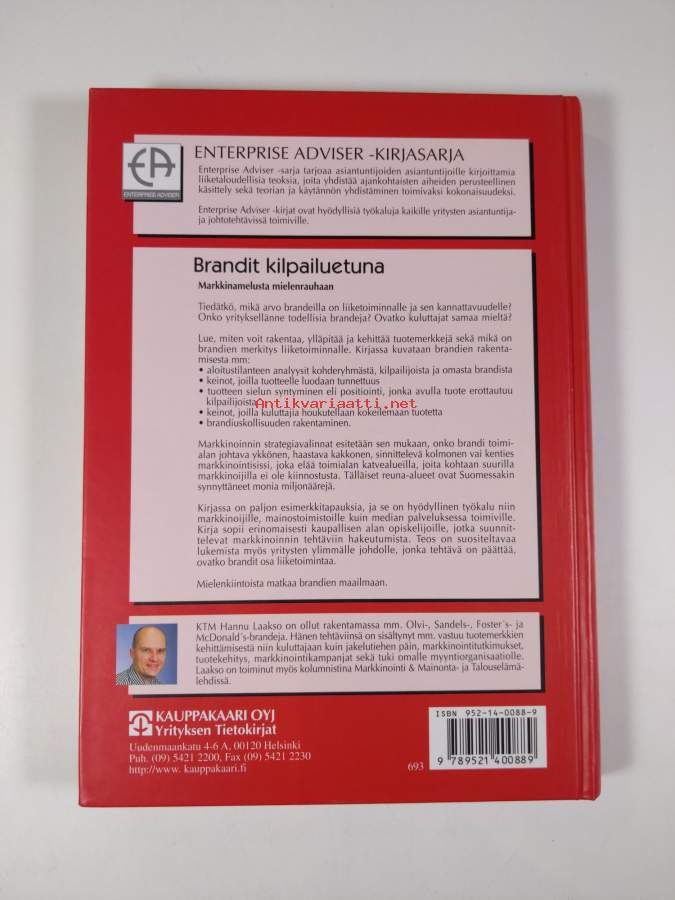 EA
ENTERPRISE ADVISER
ENTERPRISE ADVISER -KIRJASARJA
Enterprise Adviser -sarja tarjoaa asiantuntijoiden asiantuntijoille kirjoittamia
liiketaloudellisia teoksia, joita yhdistää ajankohtaisten aiheiden perusteellinen
käsittely sekä teorian ja käytännön yhdistäminen toimivaksi kokonaisuudeksi.
Enterprise Adviser -kirjat ovat hyödyllisiä työkaluja kaikille yritysten asiantuntija-
ja johtotehtävissä toimiville.
Brandit kilpailuetuna
Markkinamelusta mielenrauhaan
Tiedätkö, mikä arvo brandeilla on liiketoiminnalle ja sen kannattavuudelle?
Onko yrityksellänne todellisia brandeja? Ovatko kuluttajat samaa mieltä?
Lue, miten voit rakentaa, ylläpitää ja kehittää tuotemerkkejä sekä mikä on
brandien merkitys liiketoiminnalle. Kirjassa kuvataan brandien rakenta-
misesta mm:
• aloitustilanteen analyysit kohderyhmästä, kilpailijoista ja omasta brandista
• keinot, joilla tuotteelle luodaan tunnettuus
• tuotteen sielun syntyminen eli positiointi, jonka avulla tuote erottautuu
kilpailijoista
Antikvariaatti.net
• keinot, joilla kuluttajia houkutellaan kokeilemaan tuotetta
• brandiuskollisuuden rakentaminen.
Markkinoinnin strategiavalinnat esitetään sen mukaan, onko brandi toimi-
alan johtava ykkönen, haastava kakkonen, sinnittelevä kolmonen vai kenties
markkinointisissi, joka elää toimialan katvealueilla, joita kohtaan suurilla
markkinoijilla ei ole kiinnostusta. Tälläiset reuna-alueet ovat Suomessakin
synnyttäneet monia miljonäärejä.
Kirjassa on paljon esimerkkitapauksia, ja se on hyödyllinen työkalu niin
markkinoijille, mainostoimistoille kuin median palveluksessa toimiville.
Kirja sopii erinomaisesti kaupallisen alan opiskelijoille, jotka suunnit-
televat markkinoinnin tehtäviin hakeutumista. Teos on suositeltavaa
lukemista myös yritysten ylimmälle johdolle, jonka tehtävä on päättää,
ovatko brandit osa liiketoimintaa.
Mielenkiintoista matkaa brandien maailmaan.
KTM Hannu Laakso on ollut rakentamassa mm. Olvi-, Sandels-, Foster´s- ja
McDonald´s-brandeja. Hänen tehtäviinsä on sisältynyt mm. vastuu tuotemerkkien
kehittämisestä niin kuluttajaan kuin jakelutiehen päin, markkinointitutkimukset,
tuotekehitys, markkinointikampanjat sekä tuki omalle myyntiorganisaatiolle.
Laakso on toiminut myös kolumnistina Markkinointi & Mainonta- ja Talouselämä-
lehdissä.
KAUPPAKAARI OYJ
Yrityksen Tietokirjat
Uudenmaankatu 4-6 A, 00120 Helsinki
Puh. (09) 5421 2200, Fax (09) 5421 2230
http://www. kauppakaari.fi
693
ISBN 952-14-0088-9
9 789521 400889